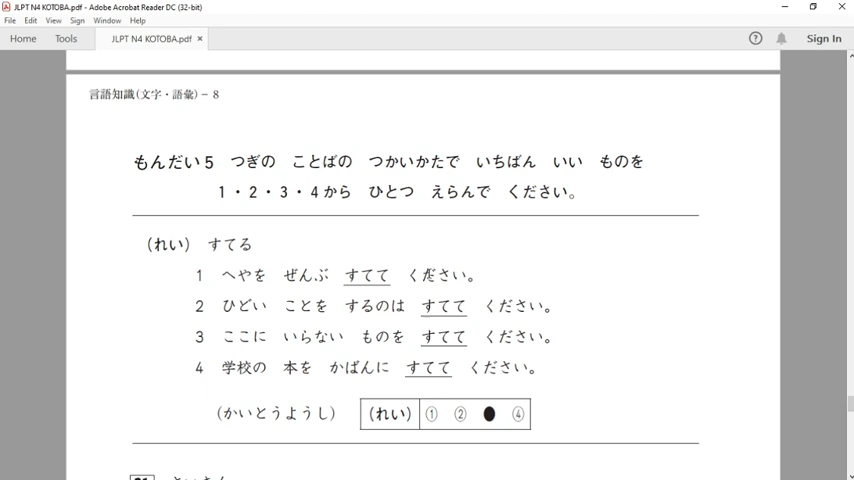 JLPT N4 KOTOBA.pdf - Adobe Acrobat Reader DC (32-bit)
File Edit View Sign Window Help
Home Tools JLPT N4 KOTOBA.pdf × Sign In
言語知識(文字・語彙)－8
もんだい5 つぎの ことばの つかいかたで いちばん いい ものを
1・2・3・4から ひとつ えらんで ください。
(れい) すてる
1 へやを ぜんぶ すてて ください。
2 ひどい ことを するのは すてて ください。
3 ここに いらない ものを すてて ください。
4 学校の 本を かばんに すてて ください。
(かいとうようし) (れい) ① ② ● ④